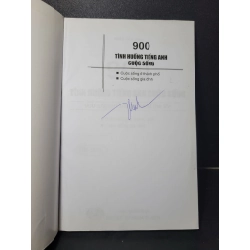 900
TÌNH HUỐNG TIẾNG ANH
CUỘC SỐNG
Cuộc sống ở thành phố
Cuộc sống gia đình